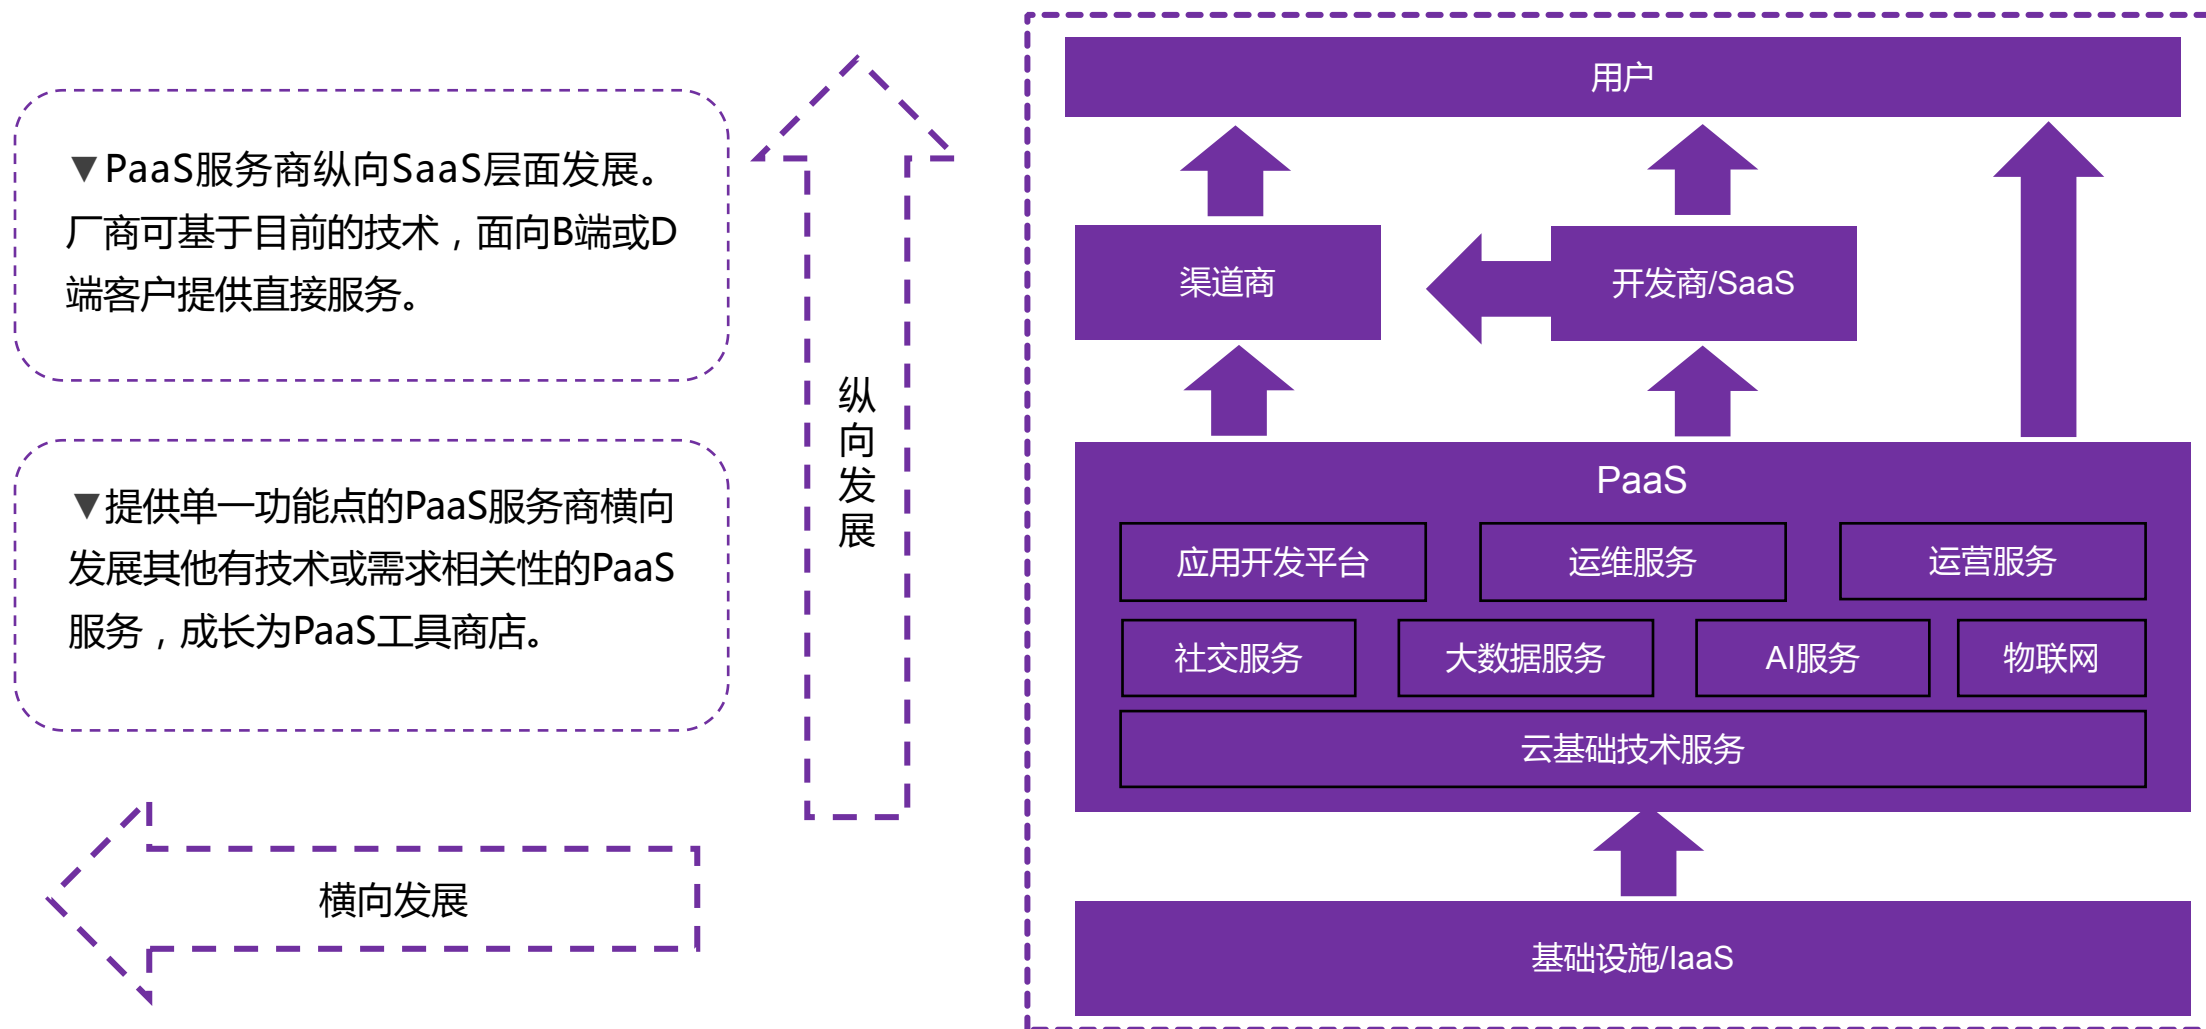 ▼PaaS服务商纵向SaaS层面发展。
厂商可基于目前的技术，面向B端或D
端客户提供直接服务。
▼提供单一功能点的PaaS服务商横向
发展其他有技术或需求相关性的PaaS
服务，成长为PaaS工具商店。
横向发展
纵向发展
用户
渠道商
开发商/SaaS
PaaS
应用开发平台
运维服务
运营服务
社交服务
大数据服务
AI服务
物联网
云基础技术服务
基础设施/IaaS